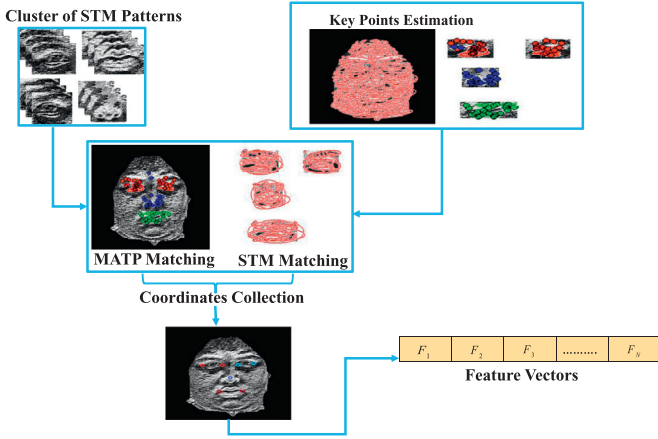 Cluster of STM Patterns
Key Points Estimation
MATP Matching
STM Matching
Coordinates Collection
F1 F2 F3 .......... FN
Feature Vectors